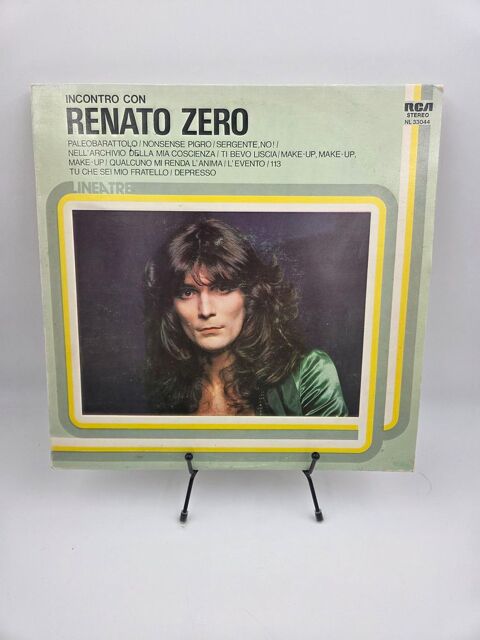 INCONTRO CON
RENATO ZERO
PALEOBARATTOLO/NONSENSE PIGRO/SERGENTE, NO!/
NELL'ARCHIVIO DELLA MIA COSCIENZA/TI BEVO LISCIA/MAKE-UP, MAKE-UP,
MAKE-UP/QUALCUNO MI RENDA L'ANIMA/L'EVENTO/113
TU CHE SEI MIO FRATELLO/DEPRESSO
LINEATRE
RCA
STEREO
NL 33044